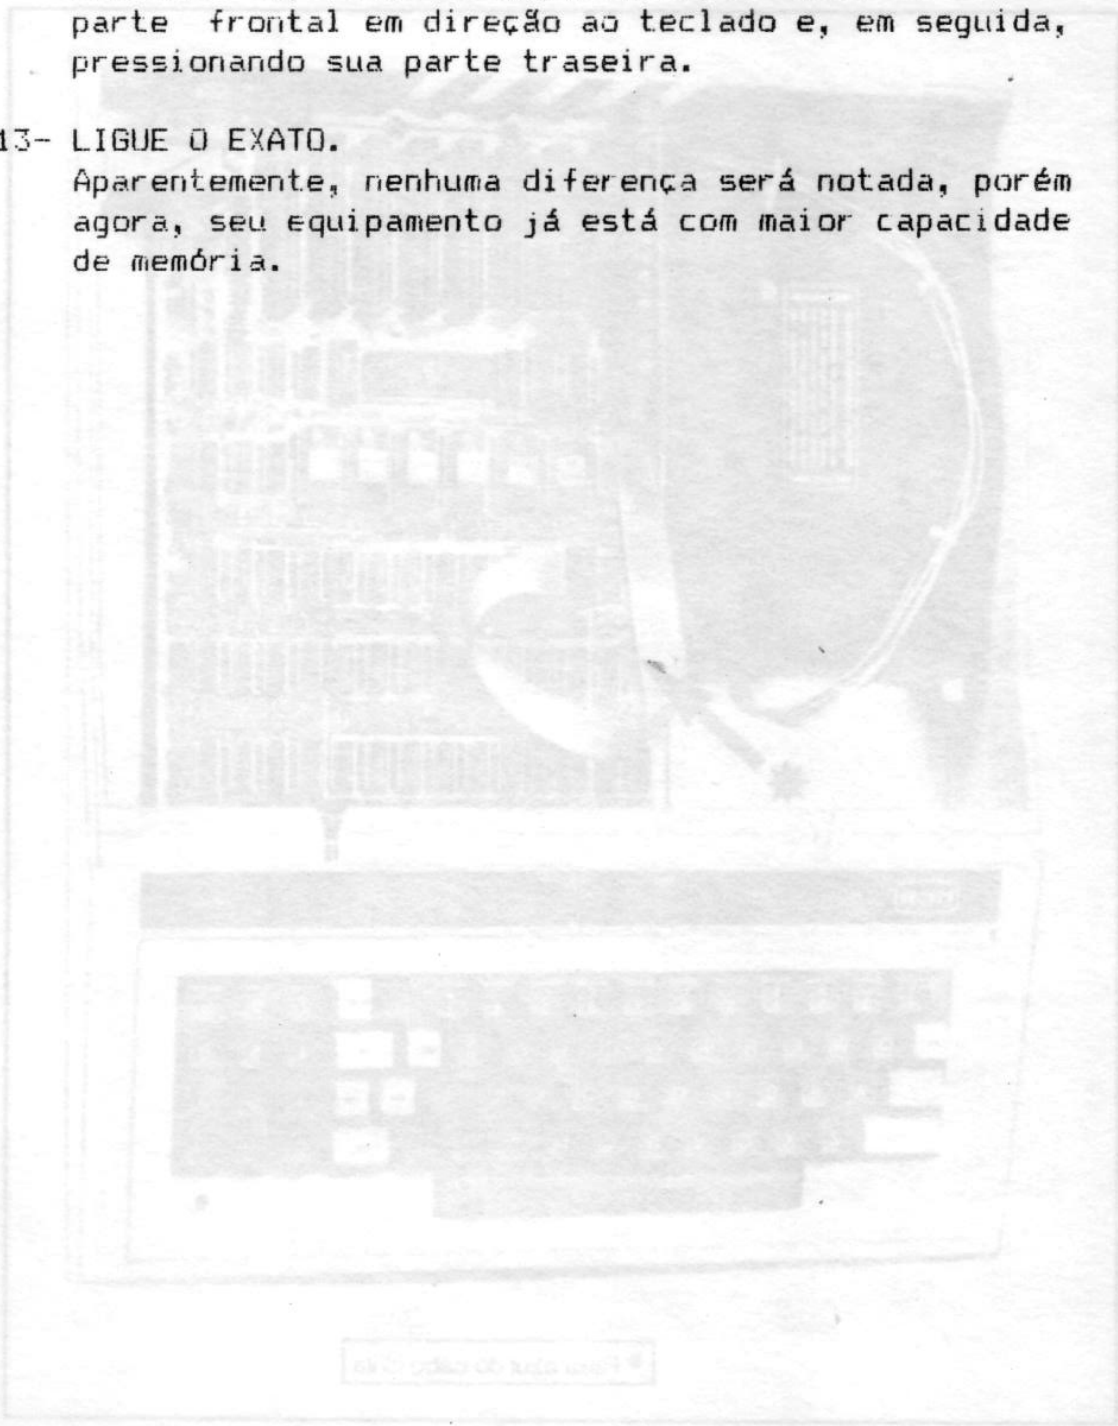 parte frontal em direção ao teclado e, em seguida,
pressionando sua parte traseira.
13- LIGUE O EXATO.
Aparentemente, nenhuma diferença será notada, porém
agora, seu equipamento já está com maior capacidade
de memória.